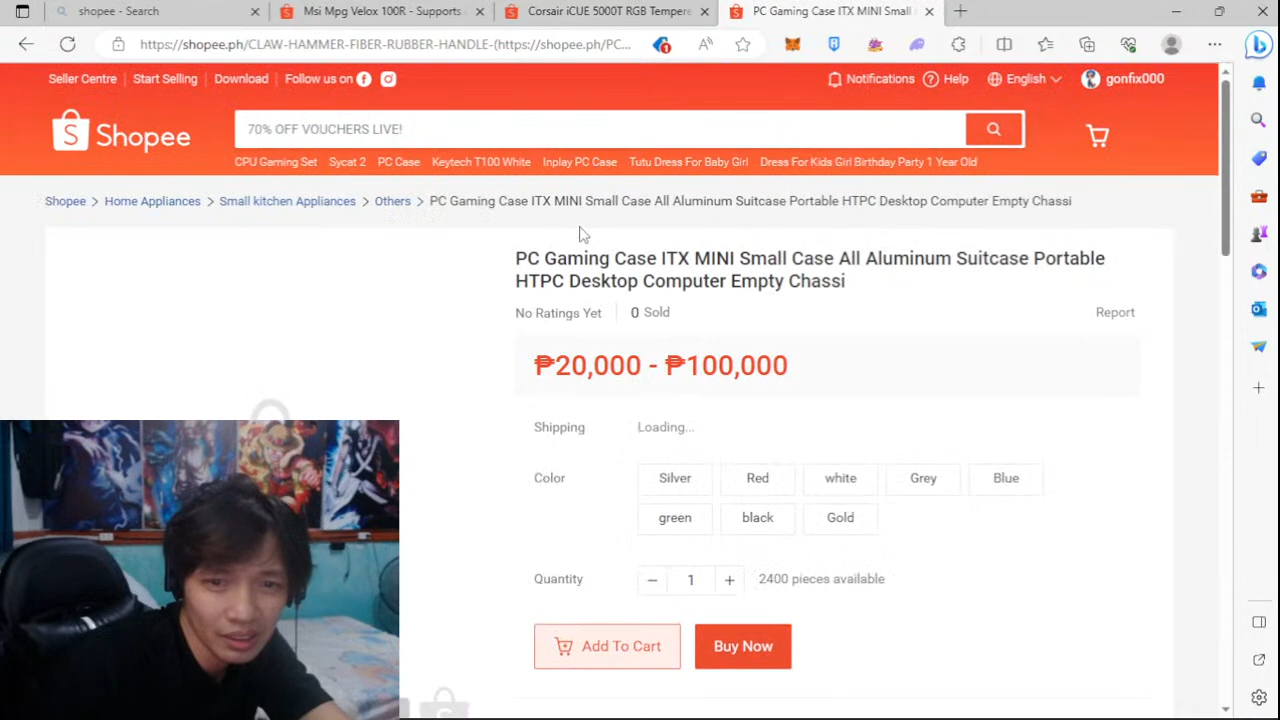 shopee - Search
Msi Mpg Velox 100R - Supports
Corsair iCUE 5000T RGB Tempere
PC Gaming Case ITX MINI Small
https://shopee.ph/CLAW-HAMMER-FIBER-RUBBER-HANDLE-(https://shopee.ph/PC...
1
Seller Centre | Start Selling | Download | Follow us on
Notifications Help English gonfix000
Shopee
70% OFF VOUCHERS LIVE!
CPU Gaming Set Sycat 2 PC Case Keytech T100 White Inplay PC Case Tutu Dress For Baby Girl Dress For Kids Girl Birthday Party 1 Year Old
Shopee > Home Appliances > Small kitchen Appliances > Others > PC Gaming Case ITX MINI Small Case All Aluminum Suitcase Portable HTPC Desktop Computer Empty Chassi
PC Gaming Case ITX MINI Small Case All Aluminum Suitcase Portable
HTPC Desktop Computer Empty Chassi
No Ratings Yet 0 Sold Report
₱20,000 - ₱100,000
Shipping Loading...
Color Silver Red white Grey Blue
green black Gold
Quantity − 1 + 2400 pieces available
Add To Cart Buy Now